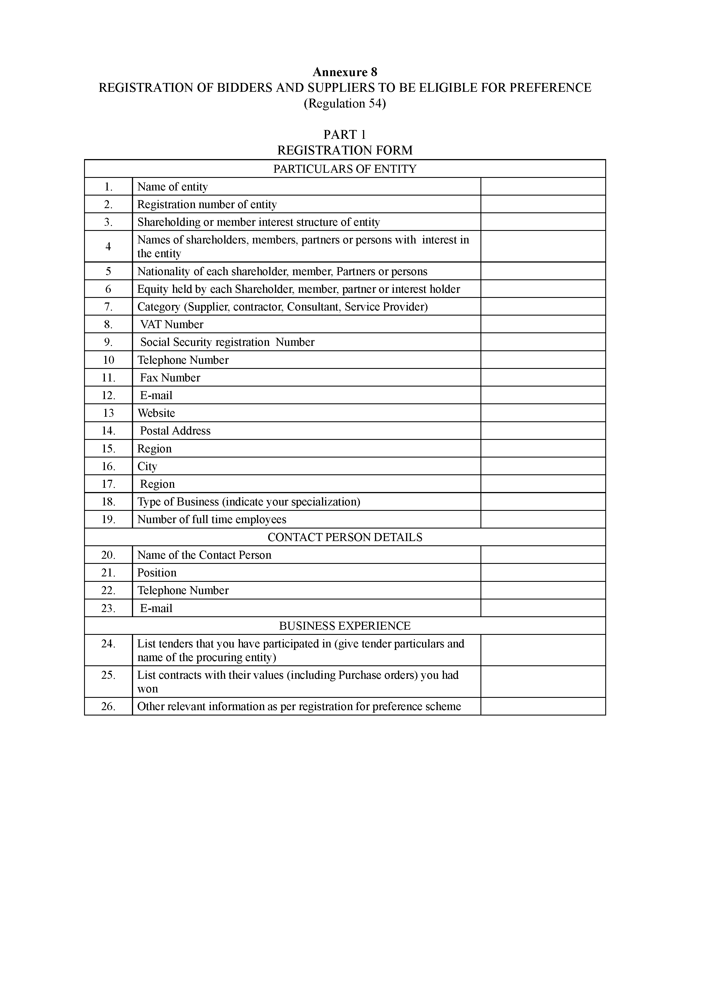 Annexure 8
REGISTRATION OF BIDDERS AND SUPPLIERS TO BE ELIGIBLE FOR PREFERENCE
(Regulation 54)
PART 1
REGISTRATION FORM
PARTICULARS OF ENTITY
1. Name of entity
2. Registration number of entity
3. Shareholding or member interest structure of entity
4 Names of shareholders, members, partners or persons with interest in
the entity
5 Nationality of each shareholder, member, Partners or persons
6 Equity held by each Shareholder, member, partner or interest holder
7. Category (Supplier, contractor, Consultant, Service Provider)
8. VAT Number
9. Social Security registration Number
10 Telephone Number
11. Fax Number
12. E-mail
13 Website
14. Postal Address
15. Region
16. City
17. Region
18. Type of Business (indicate your specialization)
19. Number of full time employees
CONTACT PERSON DETAILS
20. Name of the Contact Person
21. Position
22. Telephone Number
23. E-mail
BUSINESS EXPERIENCE
24. List tenders that you have participated in (give tender particulars and
name of the procuring entity)
25. List contracts with their values (including Purchase orders) you had
won
26. Other relevant information as per registration for preference scheme